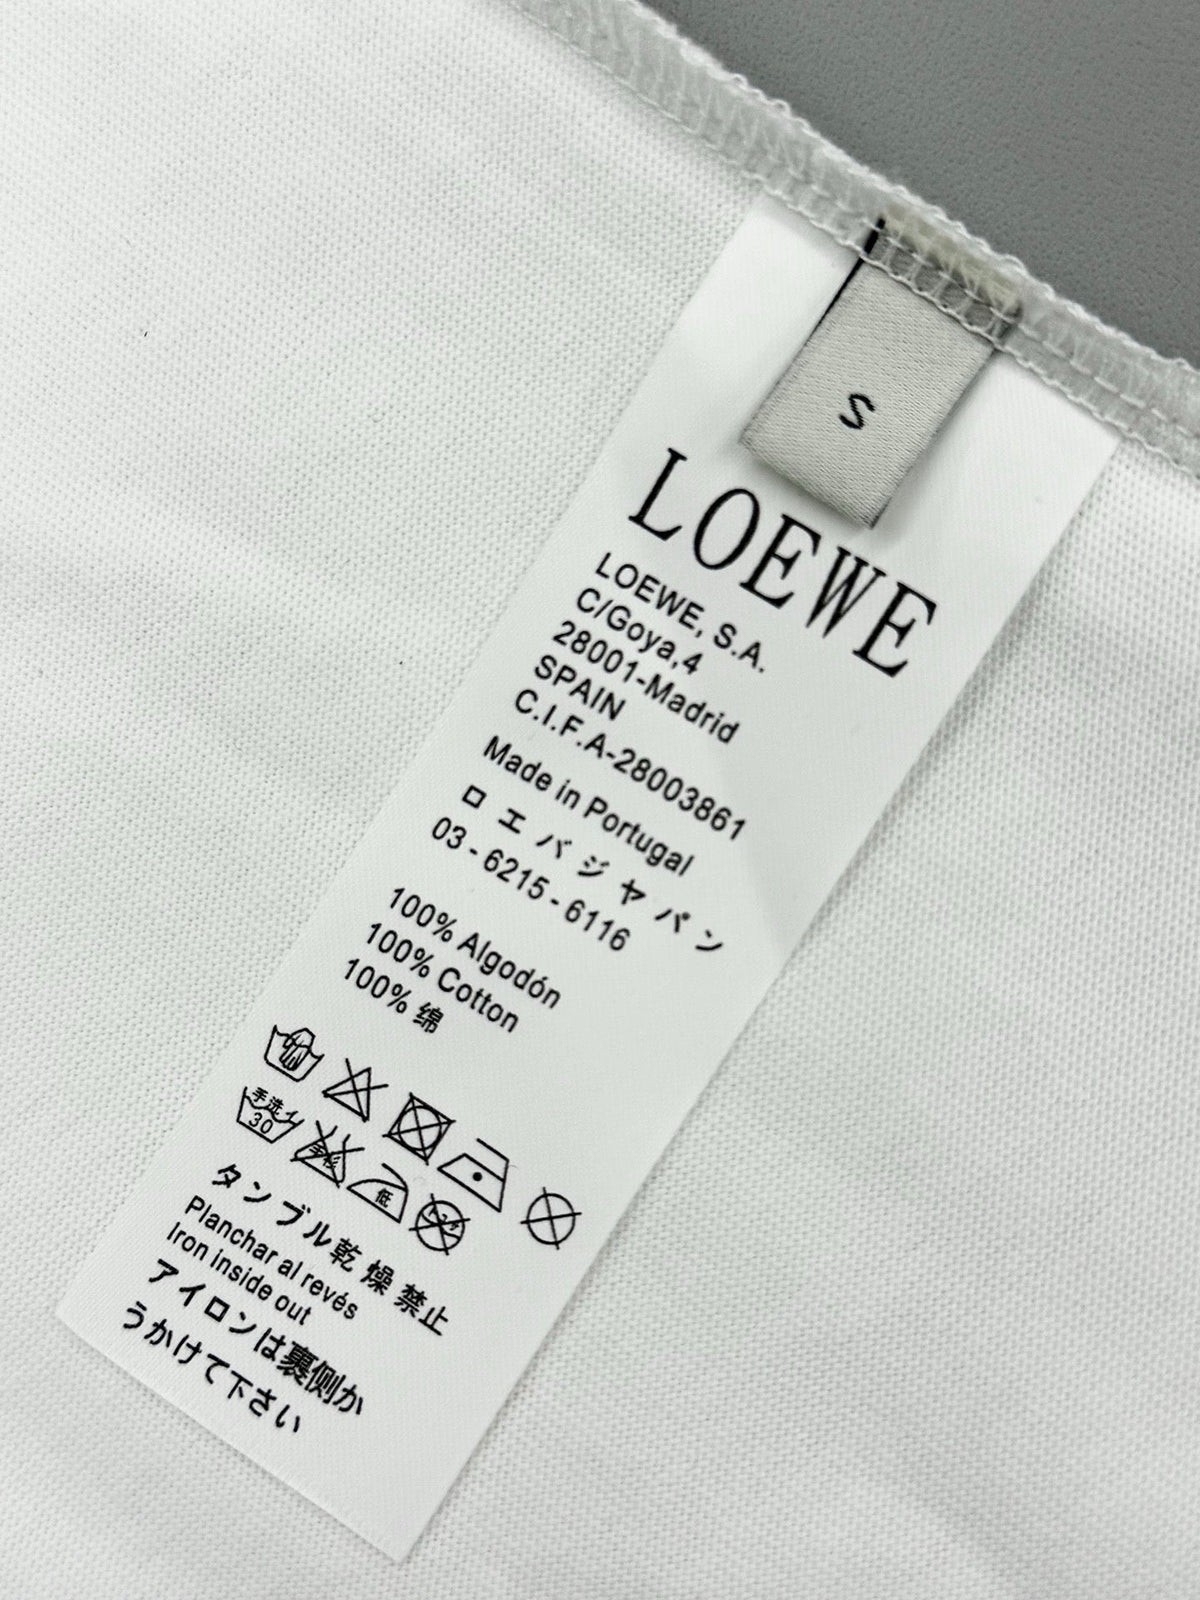 S
LOEWE
LOEWE, S.A.
C/Goya,4
28001-Madrid
SPAIN
C.I.F.A-28003861
Made in Portugal
ロエバジャパン
03-6215-6116
100% Algodón
100% Cotton
100% 绵
手洗イ
30
低
タンブル乾燥禁止
Planchar al revés
Iron inside out
アイロンは裏側か
うかけて下さい